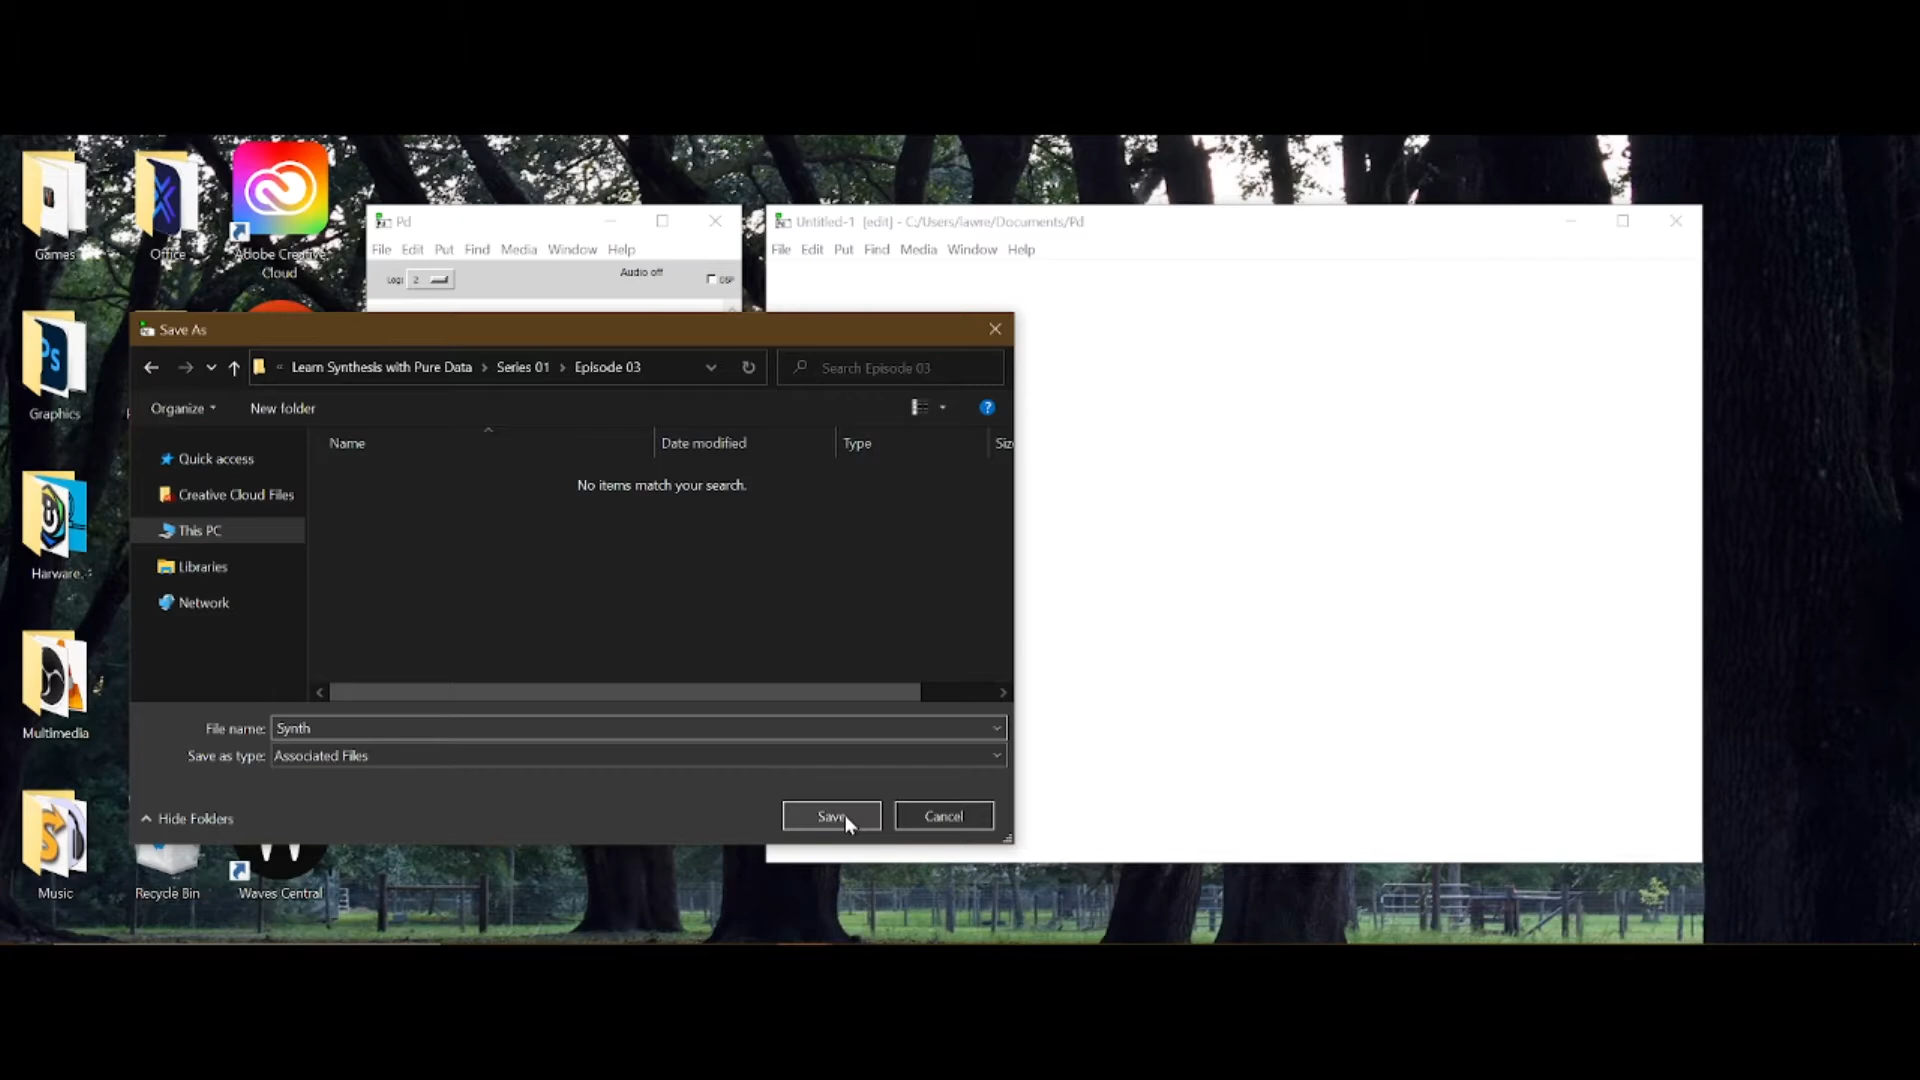 Games
Office
Adobe Creative
Cloud
Graphics
Harware...
Multimedia
Music
Recycle Bin
Waves Central
Pd
File Edit Put Find Media Window Help
Log: 2
Audio off
DSP
Untitled-1 [edit] - C:/Users/lawre/Documents/Pd
File Edit Put Find Media Window Help
Save As
« Learn Synthesis with Pure Data > Series 01 > Episode 03
Search Episode 03
Organize
New folder
Name
Date modified
Type
Siz
No items match your search.
Quick access
Creative Cloud Files
This PC
Libraries
Network
File name: Synth
Save as type: Associated Files
Hide Folders
Save
Cancel